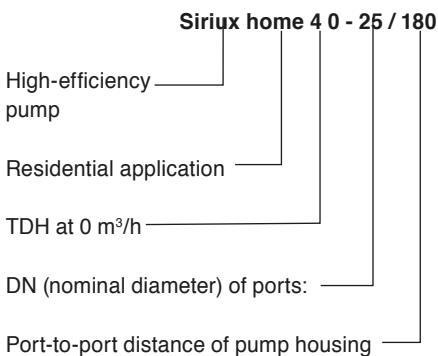 Siriux home 4 0 - 25 / 180
High-efficiency
pump
Residential application
TDH at 0 m³/h
DN (nominal diameter) of ports:
Port-to-port distance of pump housing